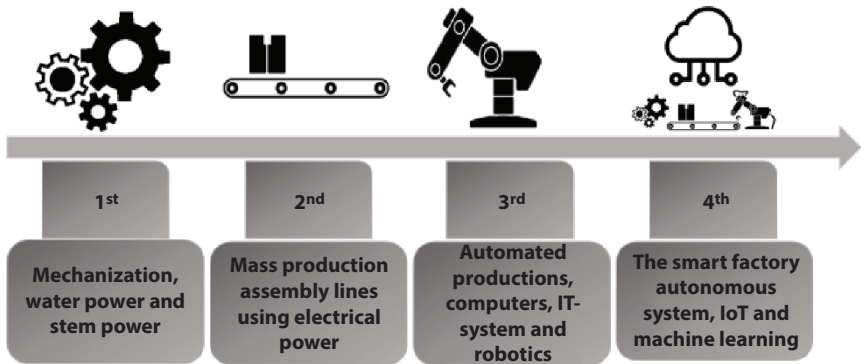 1st
2nd
3rd
4th
Mechanization,
water power and
stem power
Mass production
assembly lines
using electrical
power
Automated
productions,
computers, IT-
system and
robotics
The smart factory
autonomous
system, IoT and
machine learning